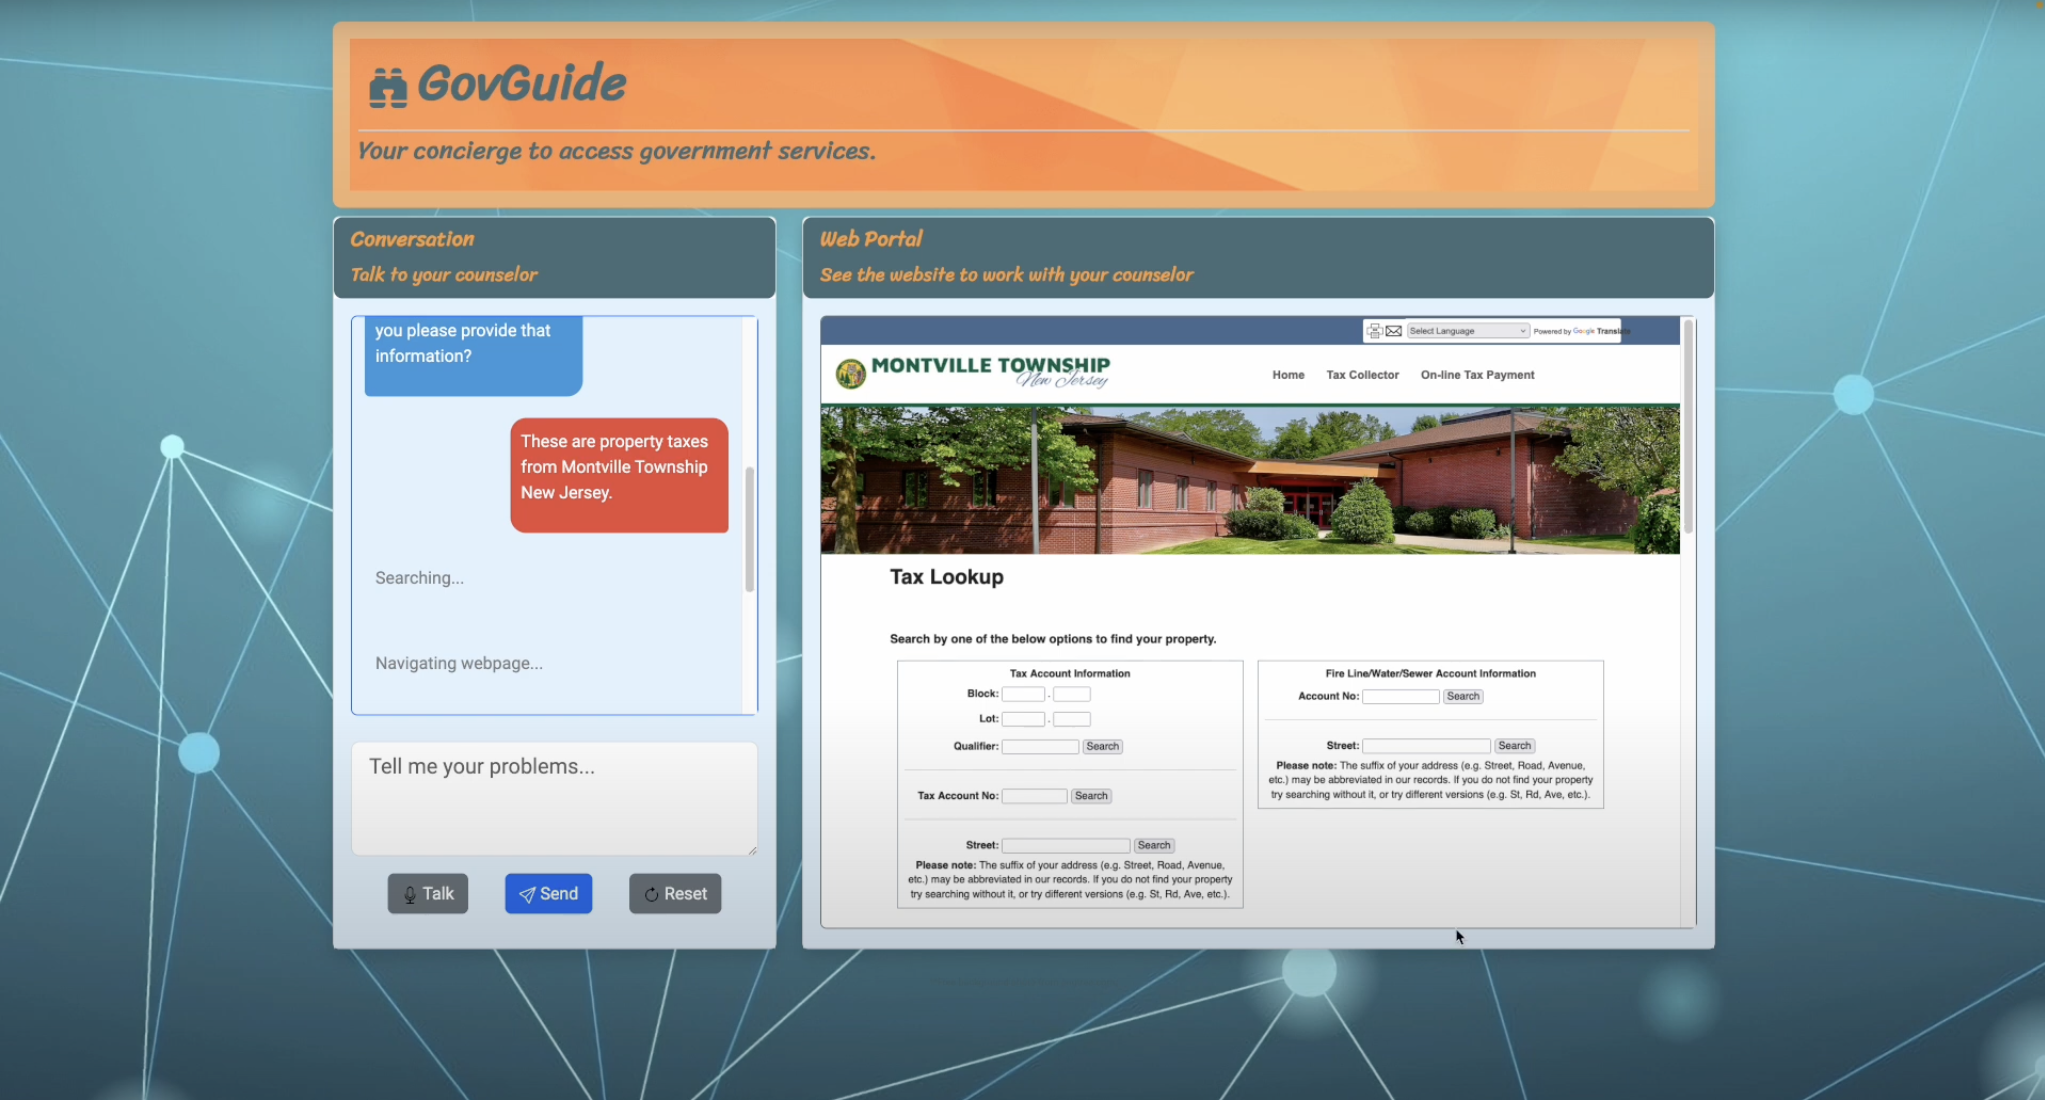 GovGuide
Your concierge to access government services.
Conversation
Talk to your counselor
you please provide that
information?
These are property taxes
from Montville Township
New Jersey.
Searching...
Navigating webpage...
Tell me your problems...
Talk
Send
Reset
Web Portal
See the website to work with your counselor
Select Language
Powered by Google Translate
MONTVILLE TOWNSHIP
New Jersey
Home
Tax Collector
On-line Tax Payment
Tax Lookup
Search by one of the below options to find your property.
Tax Account Information
Block: -
Lot: -
Qualifier: Search
Tax Account No: Search
Street: Search
Please note: The suffix of your address (e.g. Street, Road, Avenue,
etc.) may be abbreviated in our records. If you do not find your property
try searching without it, or try different versions (e.g. St, Rd, Ave, etc.).
Fire Line/Water/Sewer Account Information
Account No: Search
Street: Search
Please note: The suffix of your address (e.g. Street, Road, Avenue,
etc.) may be abbreviated in our records. If you do not find your property
try searching without it, or try different versions (e.g. St, Rd, Ave, etc.).